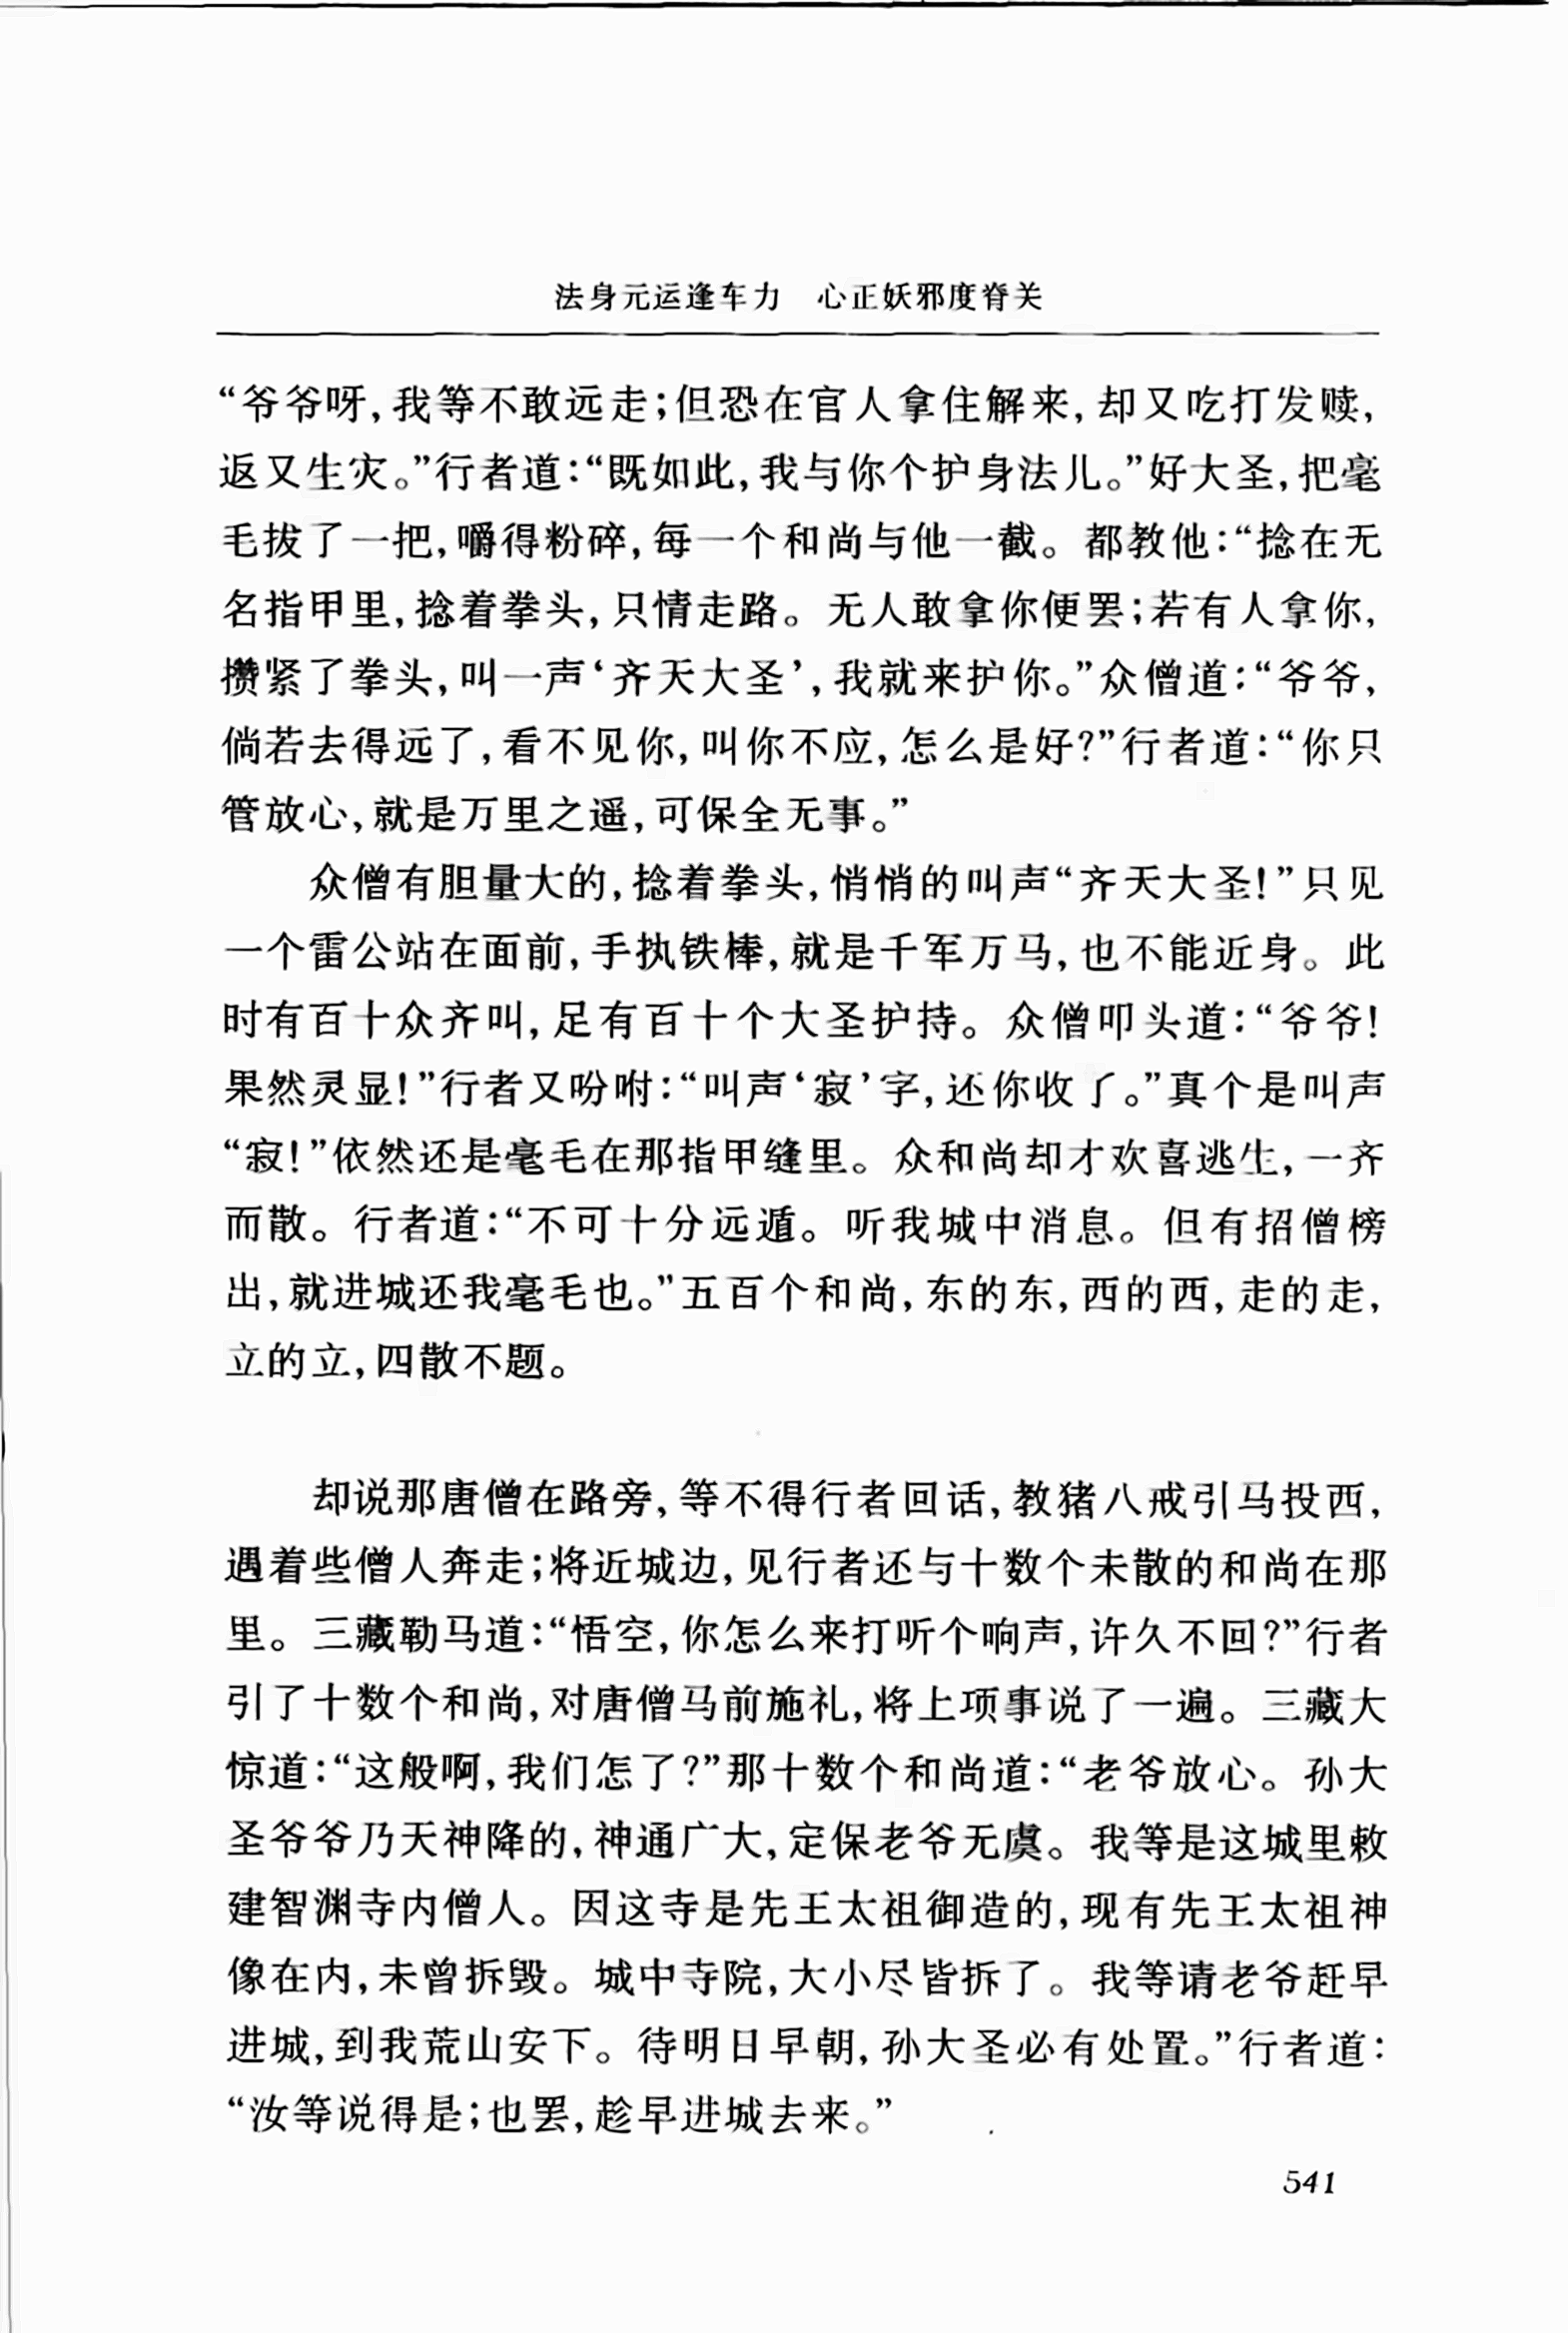 法身元运逢车力　心正妖邪度脊关
“爷爷呀,我等不敢远走;但恐在官人拿住解来,却又吃打发赎,
返又生灾。”行者道:“既如此,我与你个护身法儿。”好大圣,把毫
毛拔了一把,嚼得粉碎,每一个和尚与他一截。都教他:“捻在无
名指甲里,捻着拳头,只情走路。无人敢拿你便罢;若有人拿你,
攒紧了拳头,叫一声‘齐天大圣’,我就来护你。”众僧道:“爷爷,
倘若去得远了,看不见你,叫你不应,怎么是好?”行者道:“你只
管放心,就是万里之遥,可保全无事。”
众僧有胆量大的,捻着拳头,悄悄的叫声“齐天大圣!”只见
一个雷公站在面前,手执铁棒,就是千军万马,也不能近身。此
时有百十众齐叫,足有百十个大圣护持。众僧叩头道:“爷爷!
果然灵显!”行者又吩咐:“叫声‘寂’字,还你收了。”真个是叫声
“寂!”依然还是毫毛在那指甲缝里。众和尚却才欢喜逃生,一齐
而散。行者道:“不可十分远遁。听我城中消息。但有招僧榜
出,就进城还我毫毛也。”五百个和尚,东的东,西的西,走的走,
立的立,四散不题。
却说那唐僧在路旁,等不得行者回话,教猪八戒引马投西,
遇着些僧人奔走;将近城边,见行者还与十数个未散的和尚在那
里。三藏勒马道:“悟空,你怎么来打听个响声,许久不回?”行者
引了十数个和尚,对唐僧马前施礼,将上项事说了一遍。三藏大
惊道:“这般啊,我们怎了?”那十数个和尚道:“老爷放心。孙大
圣爷爷乃天神降的,神通广大,定保老爷无虞。我等是这城里敕
建智渊寺内僧人。因这寺是先王太祖御造的,现有先王太祖神
像在内,未曾拆毁。城中寺院,大小尽皆拆了。我等请老爷赶早
进城,到我荒山安下。待明日早朝,孙大圣必有处置。”行者道:
“汝等说得是;也罢,趁早进城去来。”
541